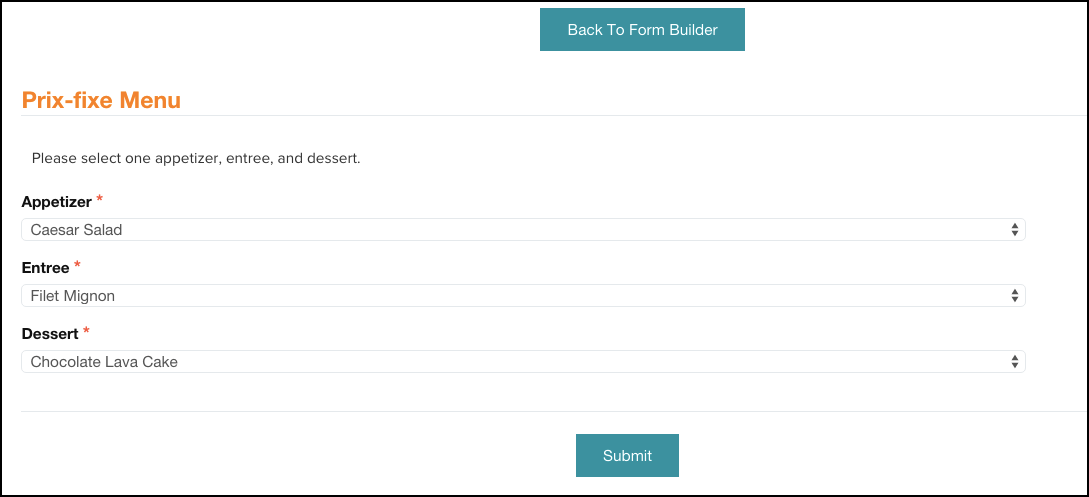 Back To Form Builder
Prix-fixe Menu
Please select one appetizer, entree, and dessert.
Appetizer *
Caesar Salad
Entree *
Filet Mignon
Dessert *
Chocolate Lava Cake
Submit